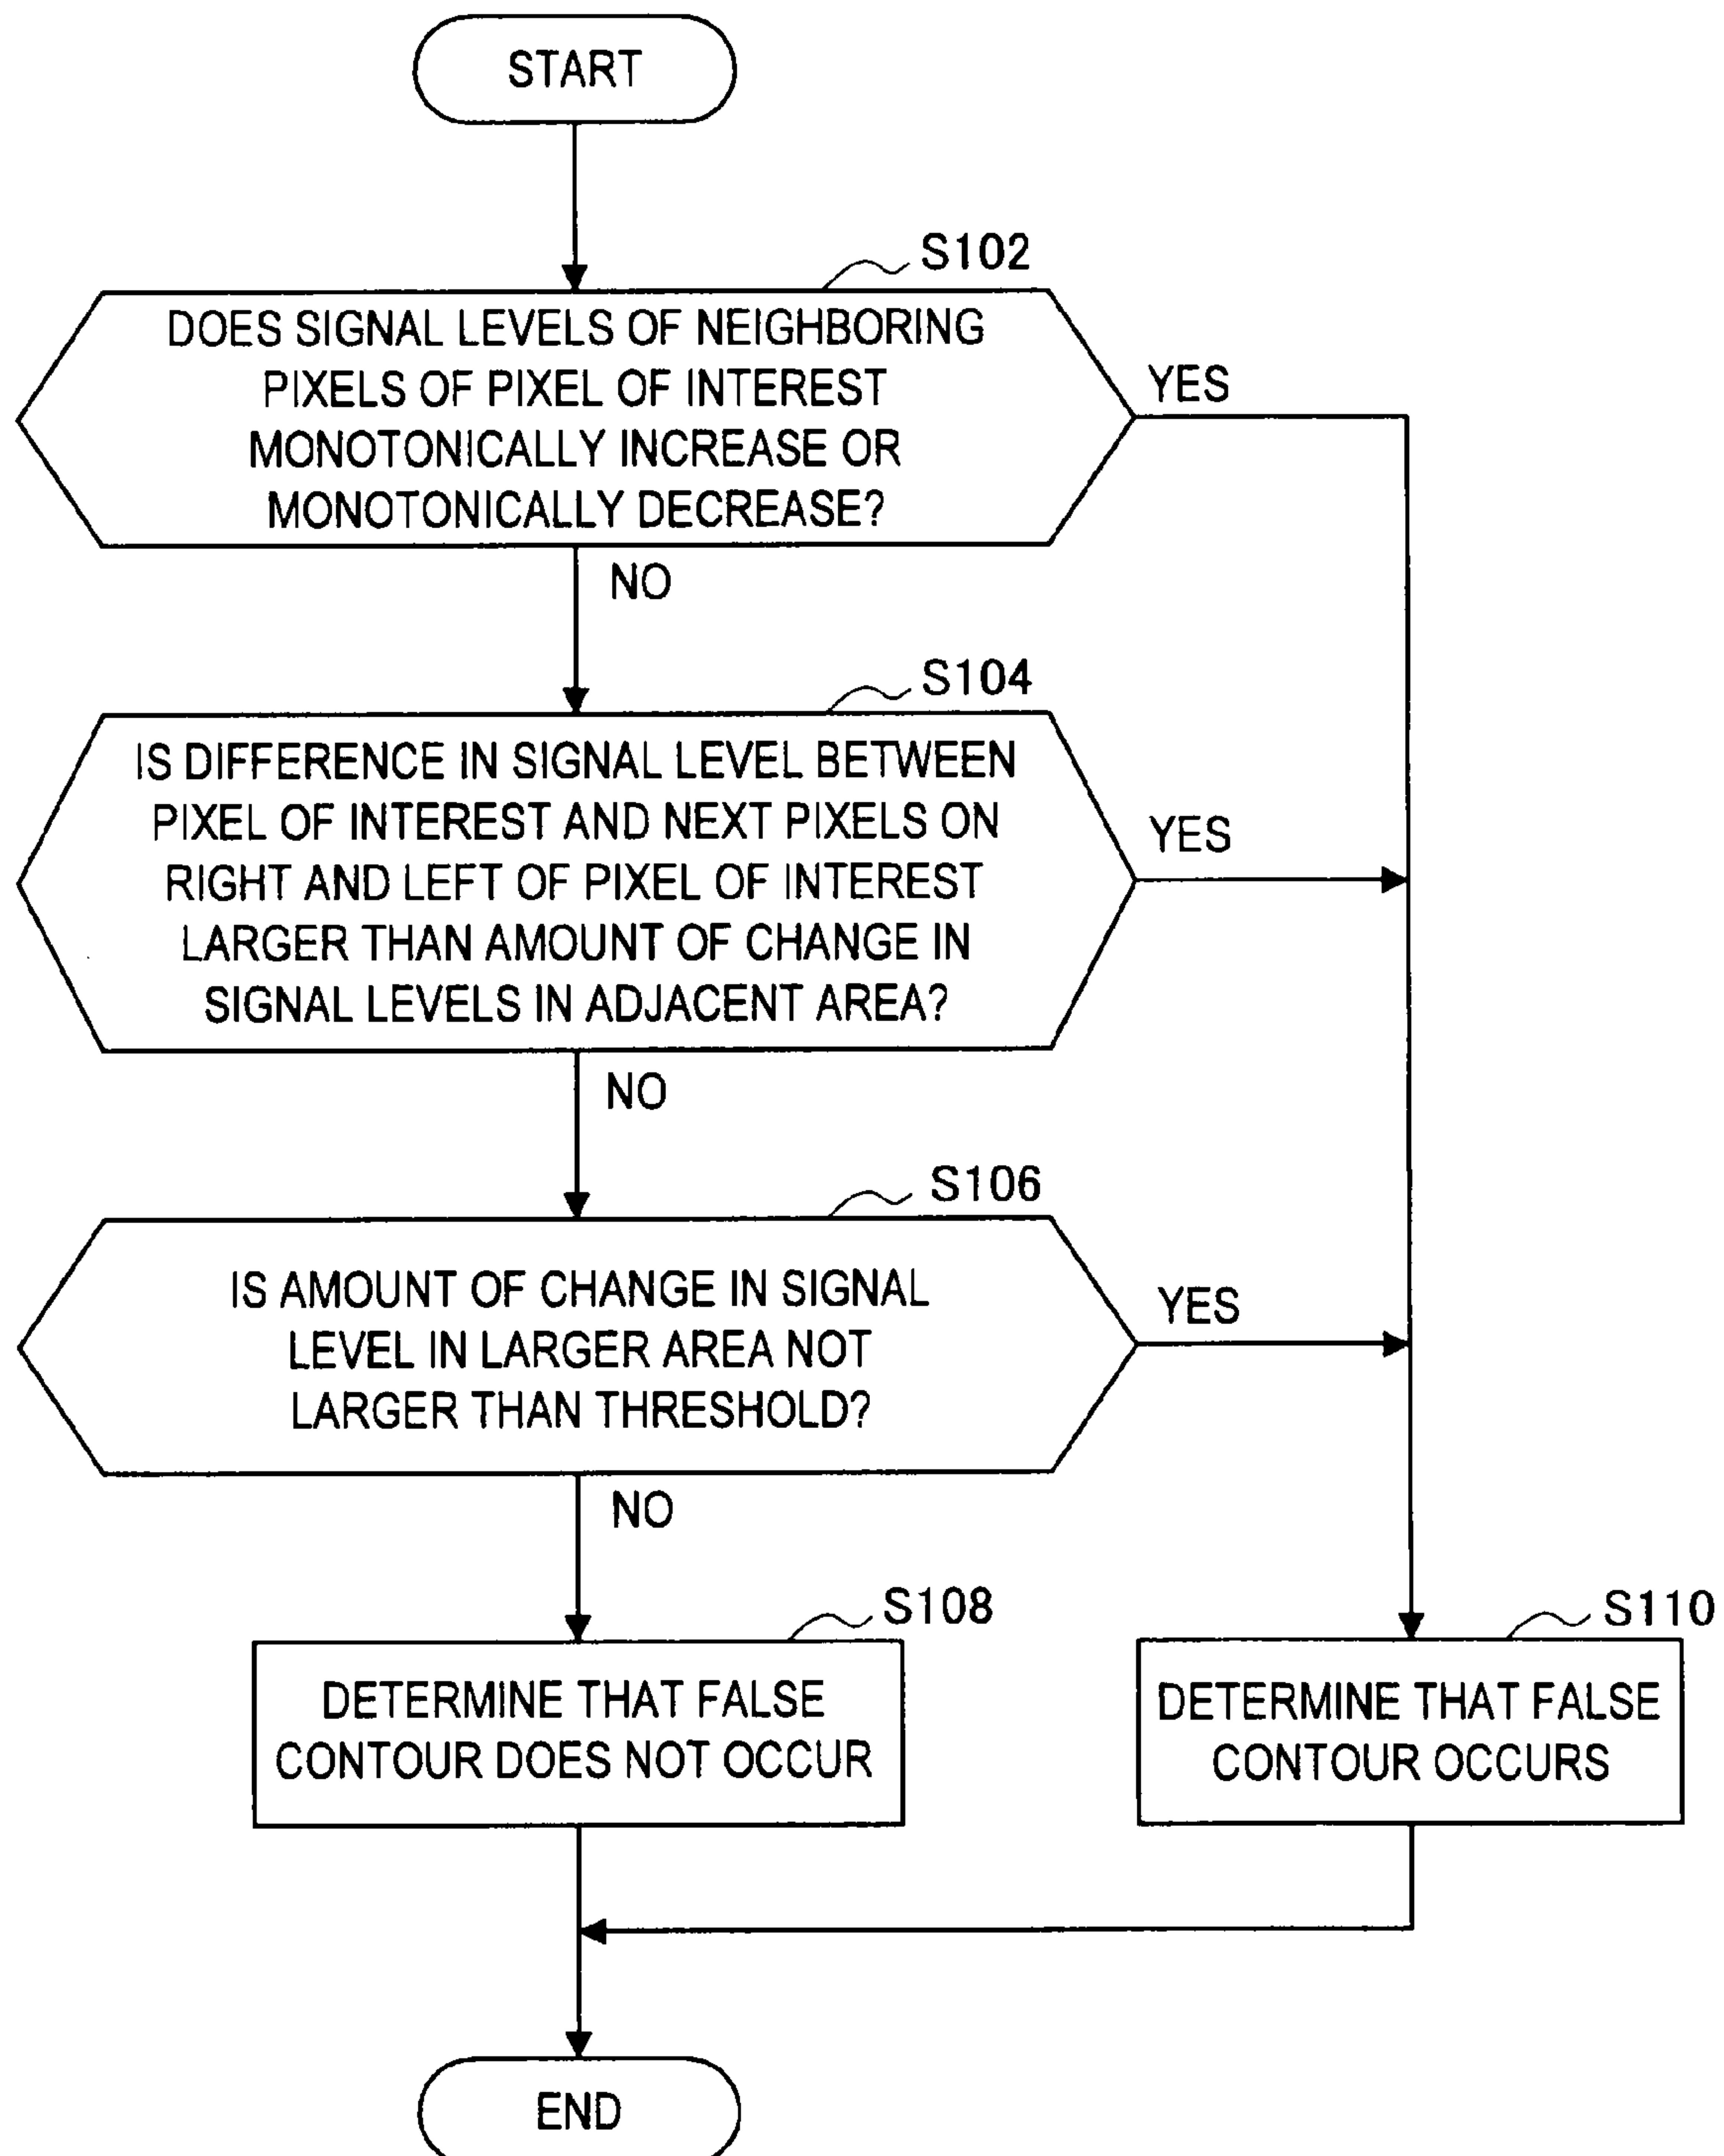 START
S102
DOES SIGNAL LEVELS OF NEIGHBORING
PIXELS OF PIXEL OF INTEREST
MONOTONICALLY INCREASE OR
MONOTONICALLY DECREASE?
YES
NO
S104
IS DIFFERENCE IN SIGNAL LEVEL BETWEEN
PIXEL OF INTEREST AND NEXT PIXELS ON
RIGHT AND LEFT OF PIXEL OF INTEREST
LARGER THAN AMOUNT OF CHANGE IN
SIGNAL LEVELS IN ADJACENT AREA?
YES
NO
S106
IS AMOUNT OF CHANGE IN SIGNAL
LEVEL IN LARGER AREA NOT
LARGER THAN THRESHOLD?
YES
NO
S108
DETERMINE THAT FALSE
CONTOUR DOES NOT OCCUR
S110
DETERMINE THAT FALSE
CONTOUR OCCURS
END